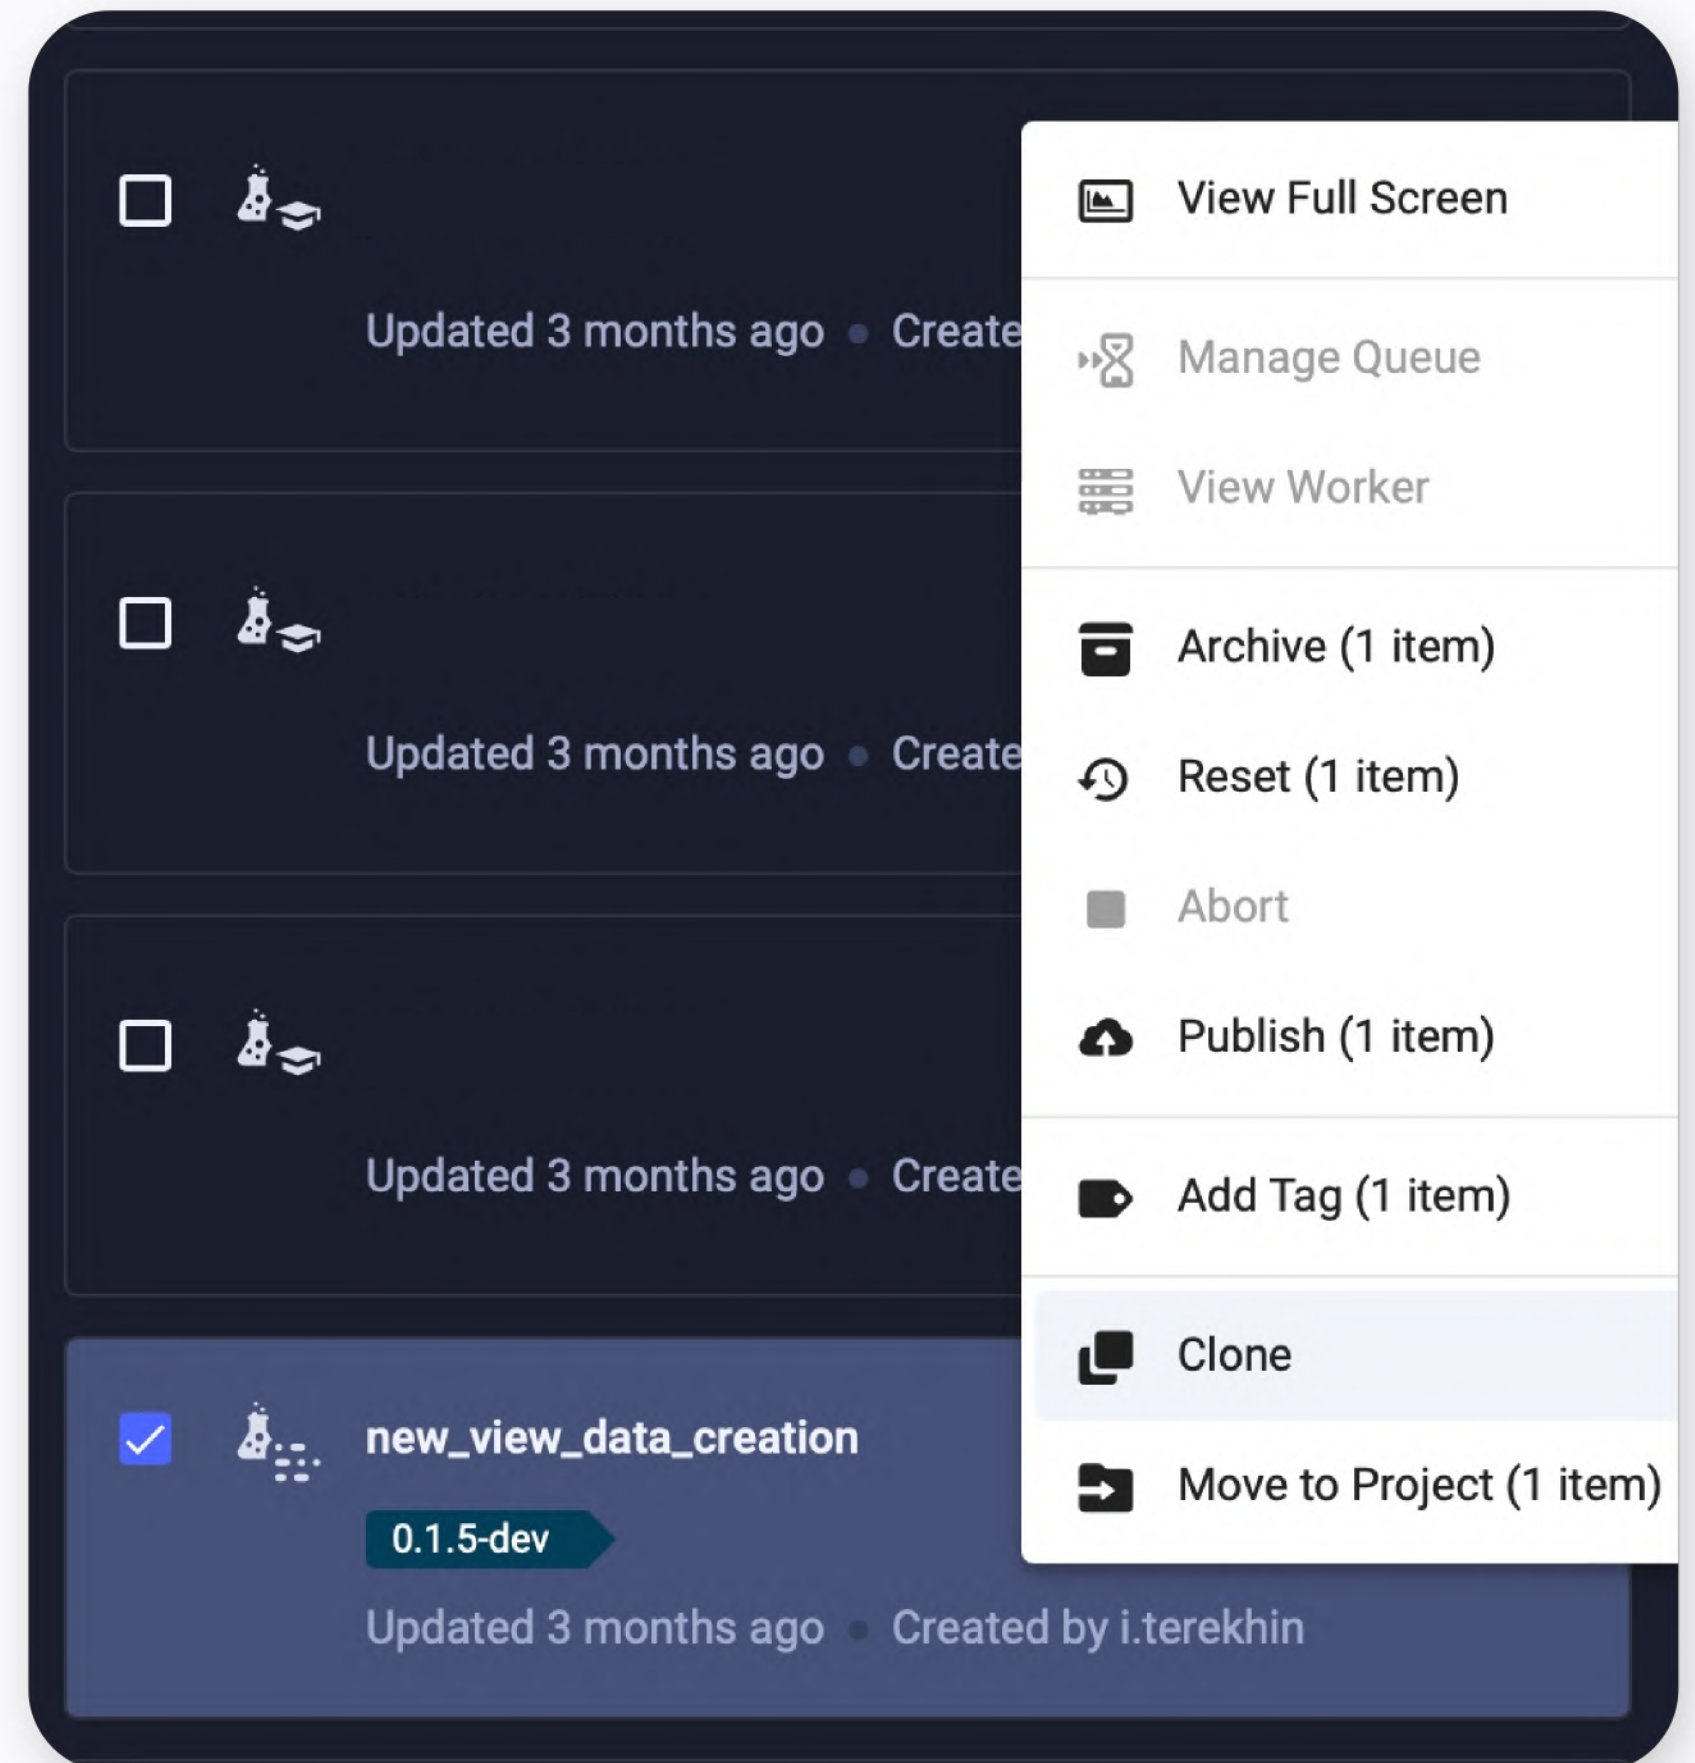 Updated 3 months ago • Create
Updated 3 months ago • Create
Updated 3 months ago • Create
new_view_data_creation
0.1.5-dev
Updated 3 months ago • Created by i.terekhin
View Full Screen
Manage Queue
View Worker
Archive (1 item)
Reset (1 item)
Abort
Publish (1 item)
Add Tag (1 item)
Clone
Move to Project (1 item)